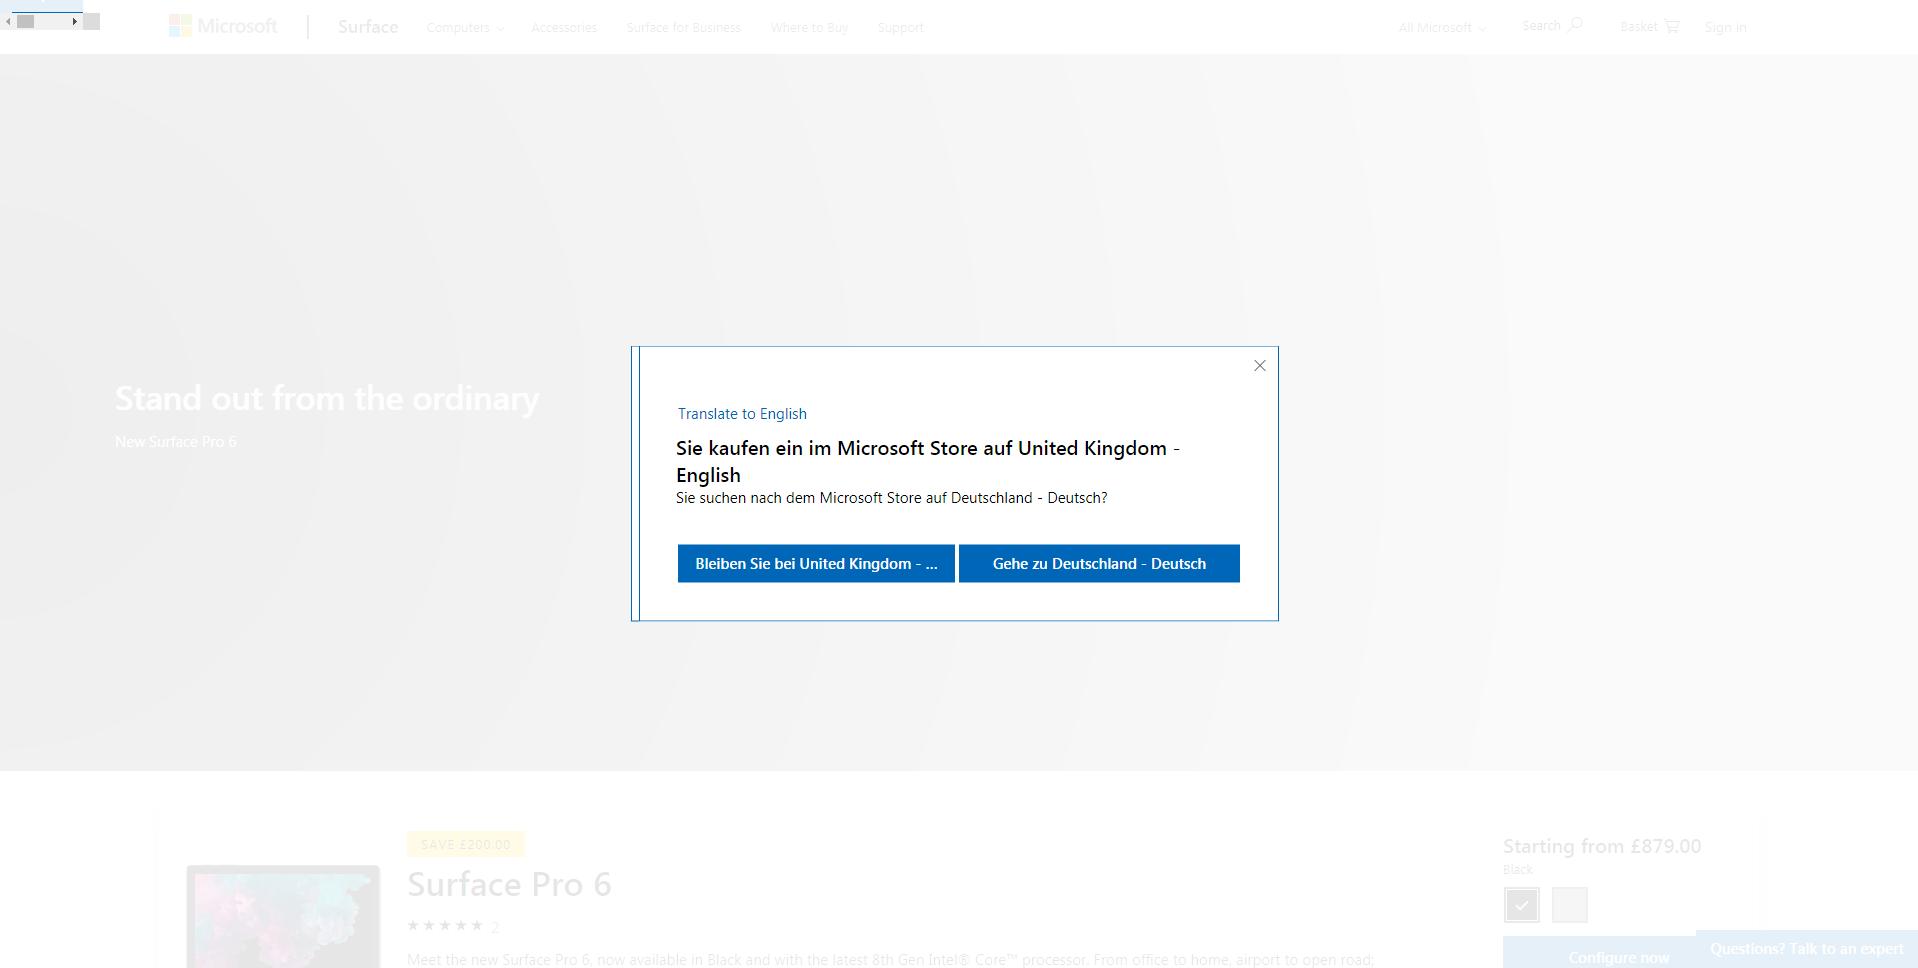 Microsoft
Surface
Computers
Accessories
Surface for Business
Where to Buy
Support
All Microsoft
Search
Basket
Sign in
Translate to English
Sie kaufen ein im Microsoft Store auf United Kingdom -
English
Sie suchen nach dem Microsoft Store auf Deutschland - Deutsch?
Bleiben Sie bei United Kingdom - ...
Gehe zu Deutschland - Deutsch
Stand out from the ordinary
New Surface Pro 6
SAVE £200.00
Surface Pro 6
★★★★★ 2
Meet the new Surface Pro 6, now available in Black and with the latest 8th Gen Intel® Core™ processor. From office to home, airport to open road;
Starting from £879.00
Black
Configure now
Questions? Talk to an expert